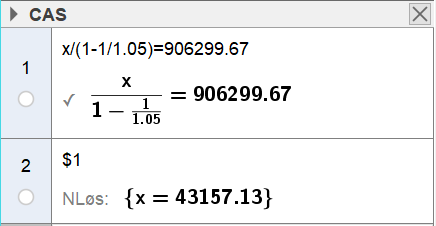 CAS
1
x/(1-1/1.05)=906299.67
✓ x / (1 − 1/1.05) = 906299.67
2
$1
NLøs: {x = 43157.13}